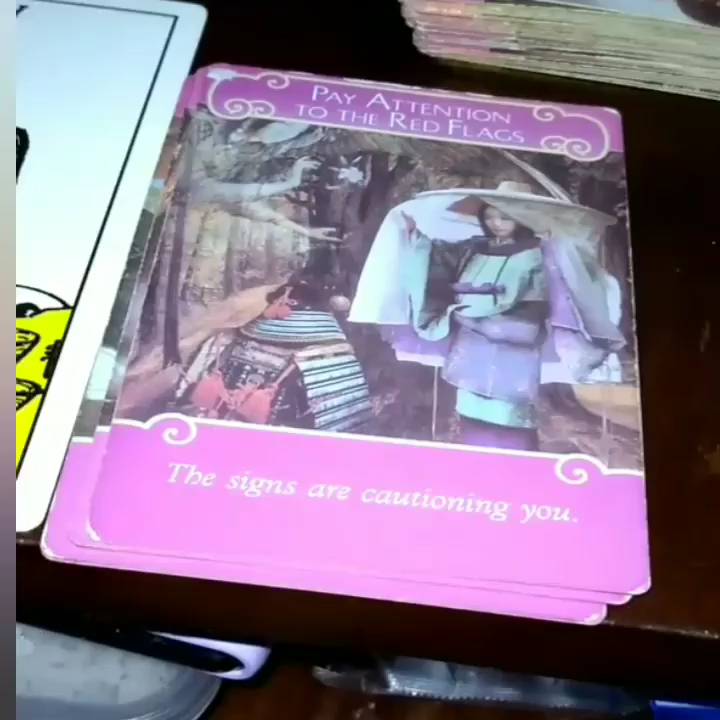 Pay Attention
to the Red Flags
The signs are cautioning you.